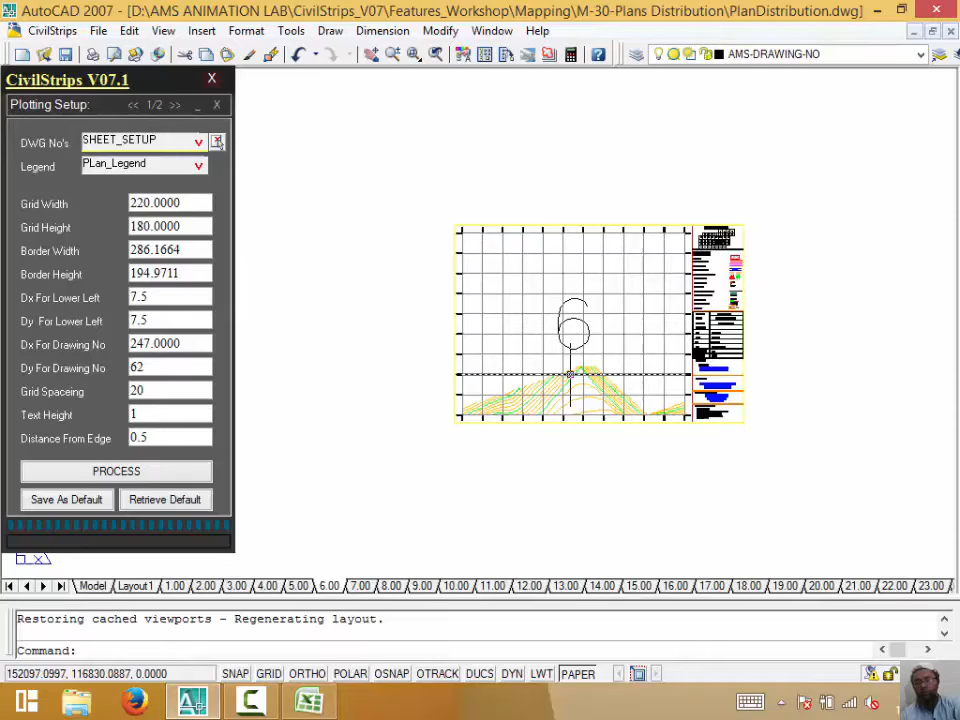 AutoCAD 2007 - [D:\AMS ANIMATION LAB\CivilStrips_V07\Features_Workshop\Mapping\M-30-Plans Distribution\PlanDistribution.dwg]
CivilStrips File Edit View Insert Format Tools Draw Dimension Modify Window Help
AMS-DRAWING-NO
CivilStrips V07.1 X
Plotting Setup: << 1/2 >> _ X
DWG No's SHEET_SETUP v
Legend PLan_Legend v
Grid Width 220.0000
Grid Height 180.0000
Border Width 286.1664
Border Height 194.9711
Dx For Lower Left 7.5
Dy For Lower Left 7.5
Dx For Drawing No 247.0000
Dy For Drawing No 62
Grid Spaceing 20
Text Height 1
Distance From Edge 0.5
PROCESS
Save As Default Retrieve Default
6
Model Layout1 1.00 2.00 3.00 4.00 5.00 6.00 7.00 8.00 9.00 10.00 11.00 12.00 13.00 14.00 15.00 16.00 17.00 18.00 19.00 20.00 21.00 22.00 23.00
Restoring cached viewports - Regenerating layout.
Command:
152097.0997, 116830.0887, 0.0000 SNAP GRID ORTHO POLAR OSNAP OTRACK DUCS DYN LWT PAPER